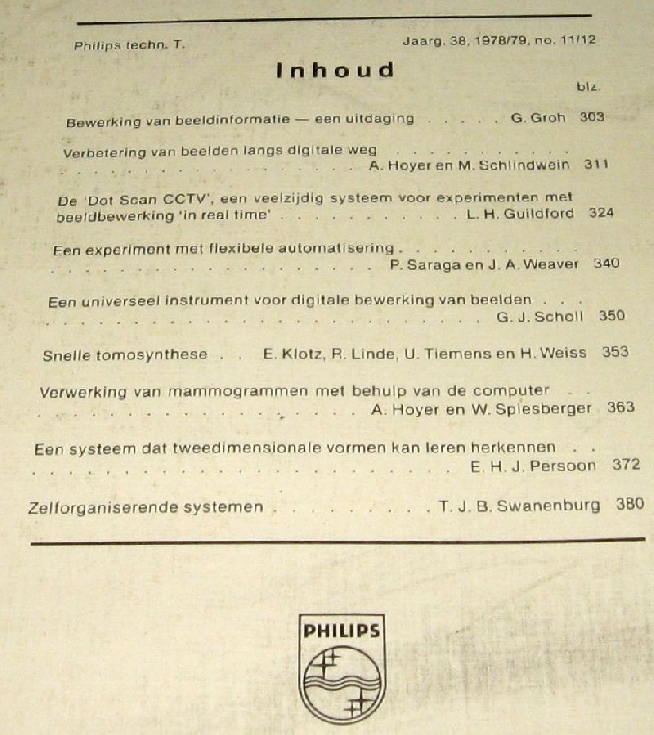 Philips techn. T.
Jaarg. 38, 1978/79, no. 11/12
Inhoud
blz.
Bewerking van beeldinformatie — een uitdaging . . . . . G. Groh 303
Verbetering van beelden langs digitale weg . . . . . . . . . .
. . . . . . . . . . . . . . . A. Hoyer en M. Schlindwein 311
De 'Dot Scan CCTV', een veelzijdig systeem voor experimenten met
beeldbewerking 'in real time' . . . . . . . . . . L. H. Guildford 324
Een experiment met flexibele automatisering . . . . . . . . . .
. . . . . . . . . . . . . . . . . P. Saraga en J. A. Weaver 340
Een universeel instrument voor digitale bewerking van beelden . . .
. . . . . . . . . . . . . . . . . . . . . . . G. J. Scholl 350
Snelle tomosynthese . . E. Klotz, R. Linde, U. Tiemens en H. Weiss 353
Verwerking van mammogrammen met behulp van de computer . .
. . . . . . . . . . . . . . . . A. Hoyer en W. Spiesberger 363
Een systeem dat tweedimensionale vormen kan leren herkennen . .
. . . . . . . . . . . . . . . . . . . . . . E. H. J. Persoon 372
Zelforganiserende systemen . . . . . . . . T. J. B. Swanenburg 380
PHILIPS